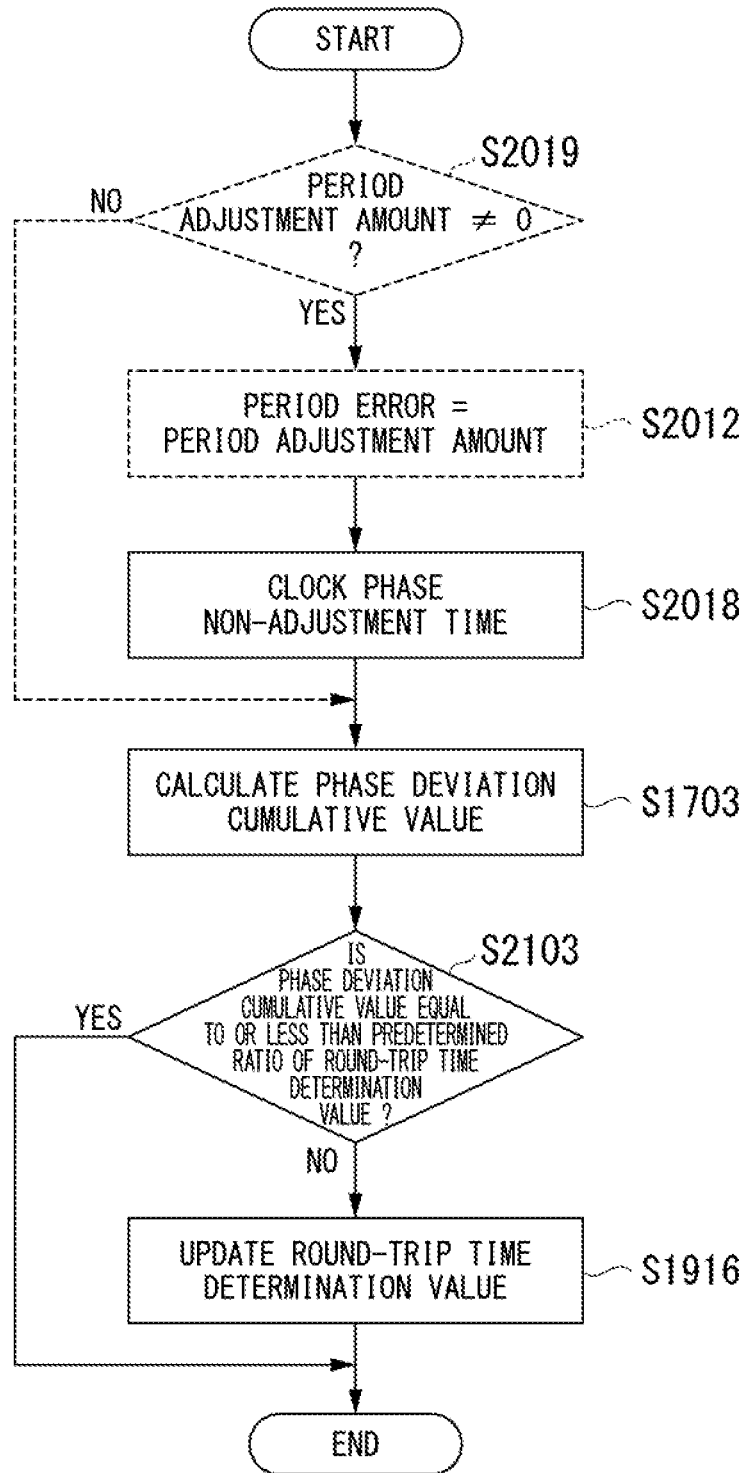 START
S2019
PERIOD
ADJUSTMENT AMOUNT ≠ 0
?
NO
YES
PERIOD ERROR =
PERIOD ADJUSTMENT AMOUNT
S2012
CLOCK PHASE
NON-ADJUSTMENT TIME
S2018
CALCULATE PHASE DEVIATION
CUMULATIVE VALUE
S1703
S2103
IS
PHASE DEVIATION
CUMULATIVE VALUE EQUAL
TO OR LESS THAN PREDETERMINED
RATIO OF ROUND-TRIP TIME
DETERMINATION
VALUE ?
YES
NO
UPDATE ROUND-TRIP TIME
DETERMINATION VALUE
S1916
END